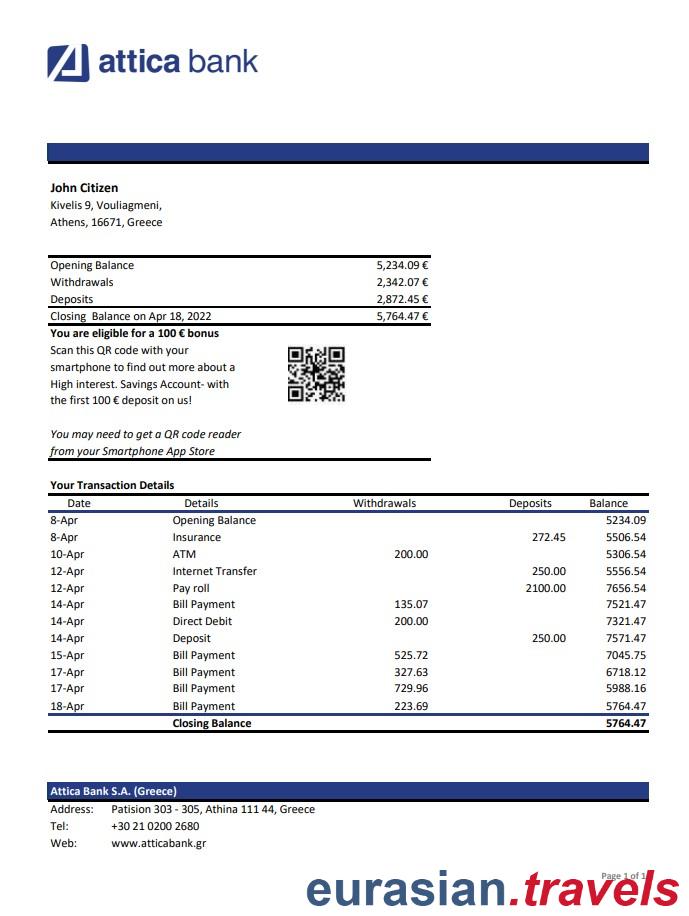 attica bank
John Citizen
Kivelis 9, Vouliagmeni,
Athens, 16671, Greece
Opening Balance 5,234.09 €
Withdrawals 2,342.07 €
Deposits 2,872.45 €
Closing  Balance on Apr 18, 2022 5,764.47 €
You are eligible for a 100 € bonus
Scan this QR code with your
smartphone to find out more about a
High interest. Savings Account- with
the first 100 € deposit on us!
You may need to get a QR code reader
from your Smartphone App Store
Your Transaction Details
Date Details Withdrawals Deposits Balance
8-Apr Opening Balance 5234.09
8-Apr Insurance 272.45 5506.54
10-Apr ATM 200.00 5306.54
12-Apr Internet Transfer 250.00 5556.54
12-Apr Pay roll 2100.00 7656.54
14-Apr Bill Payment 135.07 7521.47
14-Apr Direct Debit 200.00 7321.47
14-Apr Deposit 250.00 7571.47
15-Apr Bill Payment 525.72 7045.75
17-Apr Bill Payment 327.63 6718.12
17-Apr Bill Payment 729.96 5988.16
18-Apr Bill Payment 223.69 5764.47
Closing Balance 5764.47
Attica Bank S.A. (Greece)
Address: Patision 303 - 305, Athina 111 44, Greece
Tel: +30 21 0200 2680
Web: www.atticabank.gr
Page 1 of 1
eurasian.travels